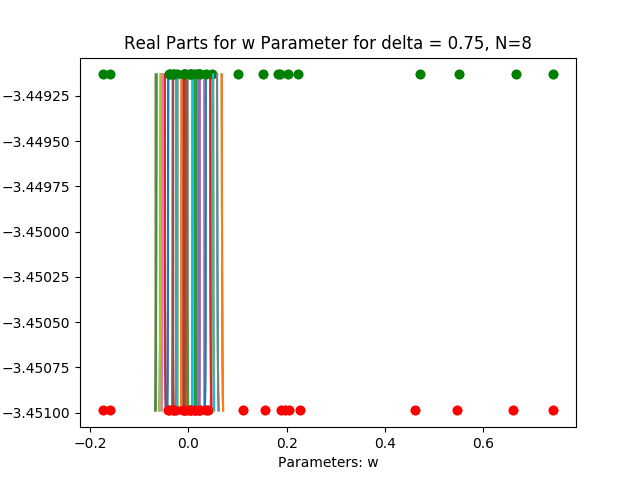 Real Parts for w Parameter for delta = 0.75, N=8
−3.44925
−3.44950
−3.44975
−3.45000
−3.45025
−3.45050
−3.45075
−3.45100
−0.2 0.0 0.2 0.4 0.6
Parameters: w